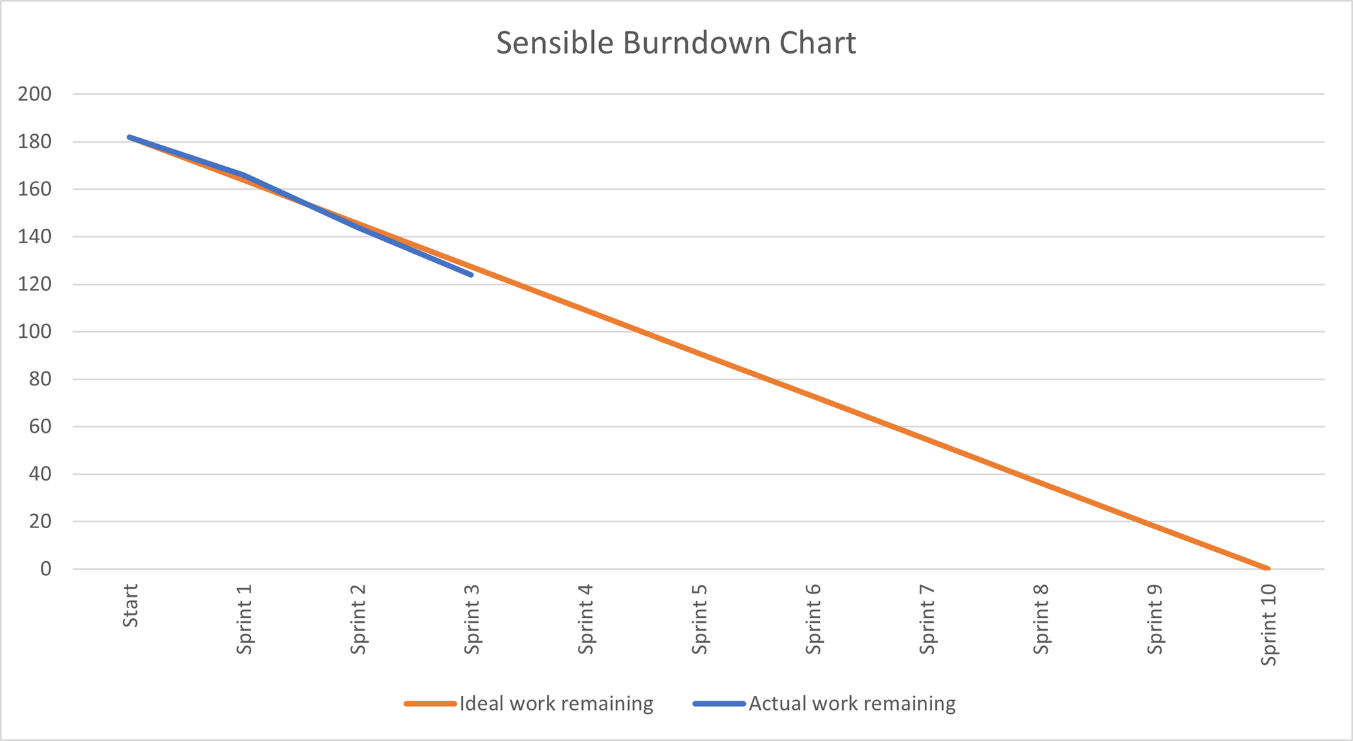 Sensible Burndown Chart
200
180
160
140
120
100
80
60
40
20
0
Start
Sprint 1
Sprint 2
Sprint 3
Sprint 4
Sprint 5
Sprint 6
Sprint 7
Sprint 8
Sprint 9
Sprint 10
Ideal work remaining
Actual work remaining